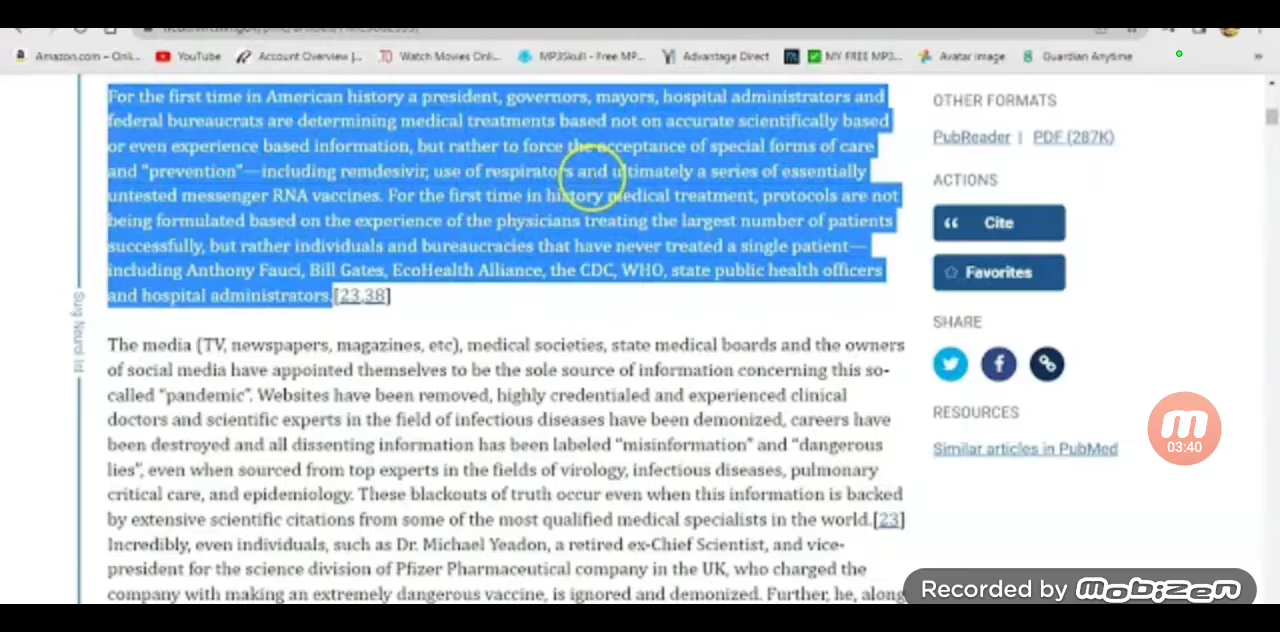 Amazon.com – Onli...
YouTube
Account Overview |...
Watch Movies Onli...
MP3Skull - Free MP...
Advantage Direct
MY FREE MP3...
Avatar image
Guardian Anytime
»
For the first time in American history a president, governors, mayors, hospital administrators and
federal bureaucrats are determining medical treatments based not on accurate scientifically based
or even experience based information, but rather to force the acceptance of special forms of care
and “prevention”—including remdesivir, use of respirators and ultimately a series of essentially
untested messenger RNA vaccines. For the first time in history medical treatment, protocols are not
being formulated based on the experience of the physicians treating the largest number of patients
successfully, but rather individuals and bureaucracies that have never treated a single patient—
including Anthony Fauci, Bill Gates, EcoHealth Alliance, the CDC, WHO, state public health officers
and hospital administrators.[23,38]
The media (TV, newspapers, magazines, etc), medical societies, state medical boards and the owners
of social media have appointed themselves to be the sole source of information concerning this so-
called “pandemic”. Websites have been removed, highly credentialed and experienced clinical
doctors and scientific experts in the field of infectious diseases have been demonized, careers have
been destroyed and all dissenting information has been labeled “misinformation” and “dangerous
lies”, even when sourced from top experts in the fields of virology, infectious diseases, pulmonary
critical care, and epidemiology. These blackouts of truth occur even when this information is backed
by extensive scientific citations from some of the most qualified medical specialists in the world.[23]
Incredibly, even individuals, such as Dr. Michael Yeadon, a retired ex-Chief Scientist, and vice-
president for the science division of Pfizer Pharmaceutical company in the UK, who charged the
company with making an extremely dangerous vaccine, is ignored and demonized. Further, he, along
Surg Neurol Int
OTHER FORMATS
PubReader | PDF (287K)
ACTIONS
Cite
Favorites
SHARE
RESOURCES
Similar articles in PubMed
03:40
Recorded by mobizen